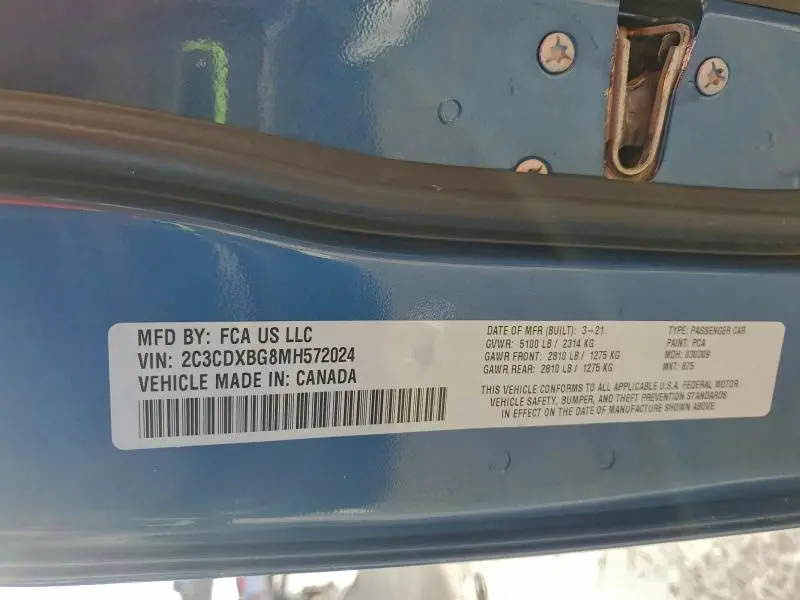 MFD BY: FCA US LLC
VIN: 2C3CDXBG8MH572024
VEHICLE MADE IN: CANADA
DATE OF MFR (BUILT): 3-21
GVWR: 5100 LB / 2314 KG
GAWR FRONT: 2810 LB / 1275 KG
GAWR REAR: 2810 LB / 1275 KG
TYPE: PASSENGER CAR
PAINT: PCA
MDH: 030309
MKT: 675
THIS VEHICLE CONFORMS TO ALL APPLICABLE U.S.A. FEDERAL MOTOR
VEHICLE SAFETY, BUMPER, AND THEFT PREVENTION STANDARDS
IN EFFECT ON THE DATE OF MANUFACTURE SHOWN ABOVE.